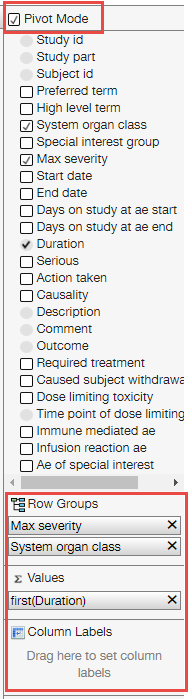 Pivot Mode
Study id
Study part
Subject id
Preferred term
High level term
System organ class
Special interest group
Max severity
Start date
End date
Days on study at ae start
Days on study at ae end
Duration
Serious
Action taken
Causality
Description
Comment
Outcome
Required treatment
Caused subject withdrawa
Dose limiting toxicity
Time point of dose limiting
Immune mediated ae
Infusion reaction ae
Ae of special interest
Row Groups
Max severity
System organ class
Σ Values
first(Duration)
Column Labels
Drag here to set column
labels